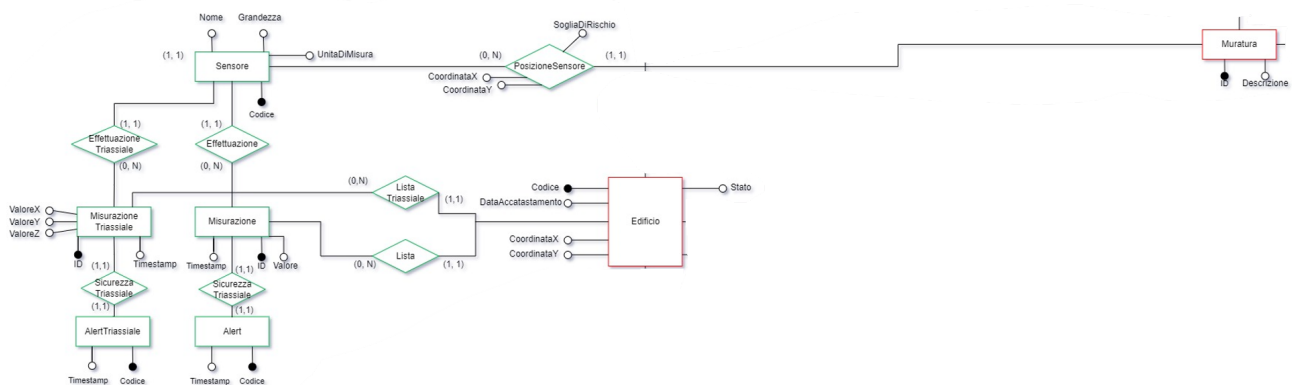 Nome
Grandezza
SogliaDiRischio
(1, 1)
Sensore
UnitaDiMisura
(0, N)
PosizioneSensore
(1, 1)
Muratura
CoordinataX
CoordinataY
ID
Descrizione
Codice
(1, 1)
(1, 1)
Effettuazione
Triassiale
Effettuazione
(0, N)
(0, N)
(0,N)
Lista
Triassiale
(1,1)
Codice
Stato
DataAccatastamento
Edificio
CoordinataX
CoordinataY
ValoreX
ValoreY
ValoreZ
Misurazione
Triassiale
Misurazione
Lista
(0, N)
(1, 1)
ID
Timestamp
Timestamp
ID
Valore
(1,1)
(1,1)
Sicurezza
Triassiale
Sicurezza
Triassiale
(1,1)
(1,1)
AlertTriassiale
Alert
Timestamp
Codice
Timestamp
Codice